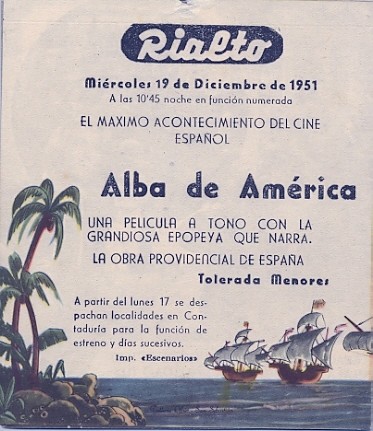 Rialto
Miércoles 19 de Diciembre de 1951
A las 10'45 noche en función numerada
EL MAXIMO ACONTECIMIENTO DEL CINE
ESPAÑOL
Alba de América
UNA PELICULA A TONO CON LA
GRANDIOSA EPOPEYA QUE NARRA.
LA OBRA PROVIDENCIAL DE ESPAÑA
Tolerada Menores
A partir del lunes 17 se des-
pachan localidades en Con-
taduría para la función de
estreno y días sucesivos.
Imp. «Escenarios»